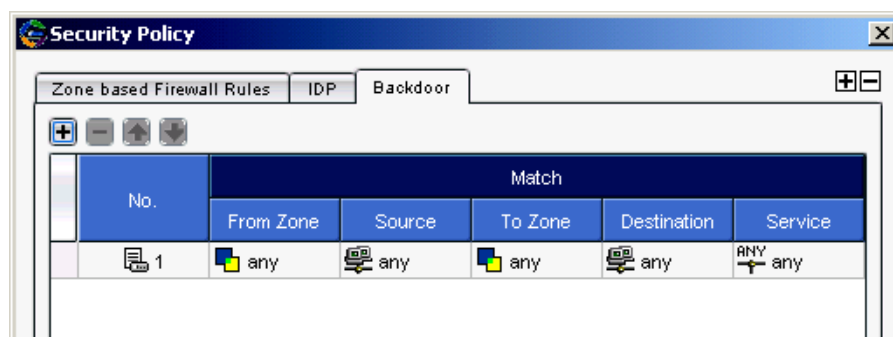 Security Policy
Zone based Firewall Rules IDP Backdoor
No. Match
From Zone Source To Zone Destination Service
1 any any any any ANY any